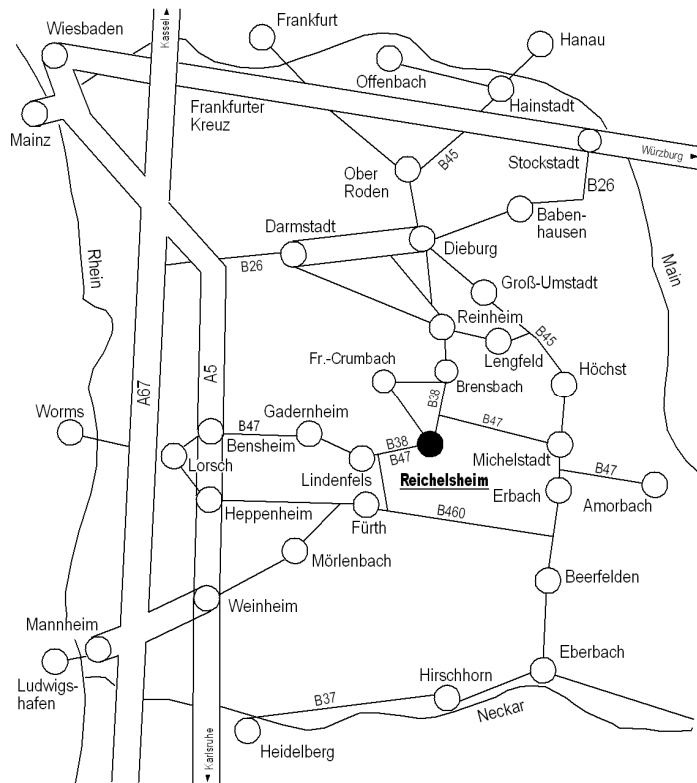 Wiesbaden
Kassel
Frankfurt
Hanau
Offenbach
Hainstadt
Mainz
Frankfurter
Kreuz
Würzburg
Stockstadt
B45
Ober
Roden
B26
Babenhausen
Darmstadt
Dieburg
Rhein
Main
B26
Groß-Umstadt
Reinheim
B45
Lengfeld
Fr.-Crumbach
Höchst
A67
A5
Brensbach
B38
Worms
B47
Gadernheim
B38
B47
B47
Bensheim
Lorsch
Lindenfels
Michelstadt
B47
Reichelsheim
Erbach
Amorbach
Heppenheim
Fürth
B460
Mörlenbach
Beerfelden
Weinheim
Mannheim
Eberbach
Ludwigs-
hafen
Hirschhorn
B37
Neckar
Heidelberg
Karlsruhe